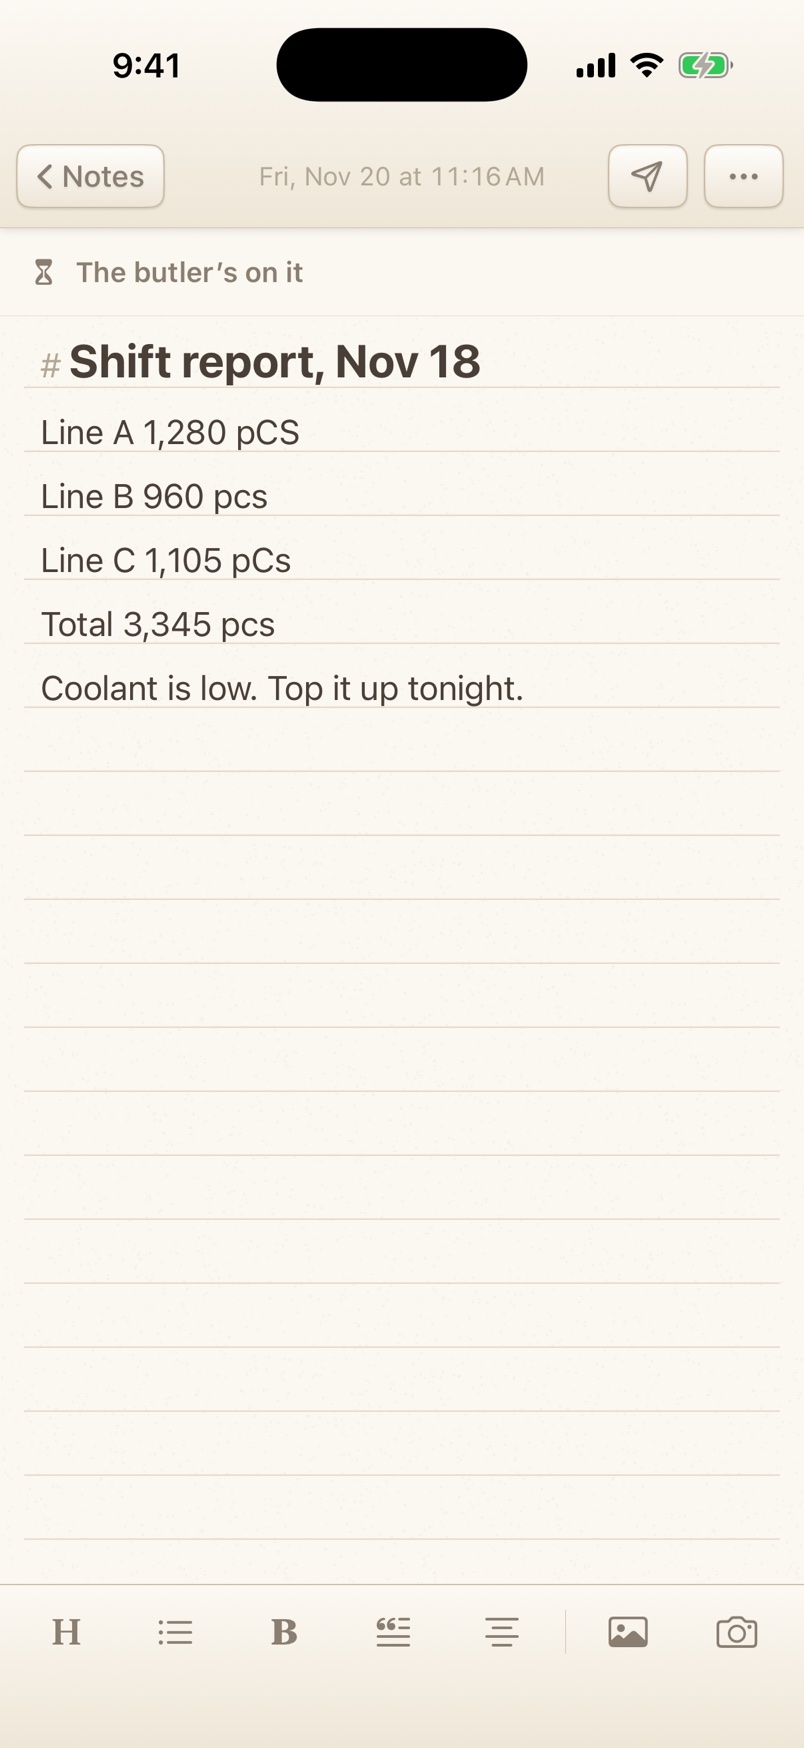 9:41
Notes
Fri, Nov 20 at 11:16 AM
The butler’s on it
# Shift report, Nov 18
Line A 1,280 pCS
Line B 960 pcs
Line C 1,105 pCs
Total 3,345 pcs
Coolant is low. Top it up tonight.
H
B